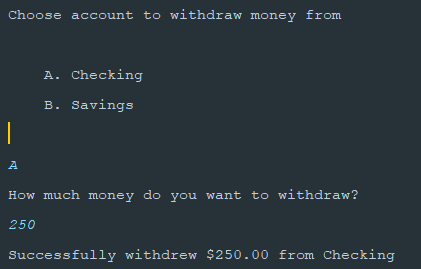 Choose account to withdraw money from
A. Checking
B. Savings
A
How much money do you want to withdraw?
250
Successfully withdrew $250.00 from Checking